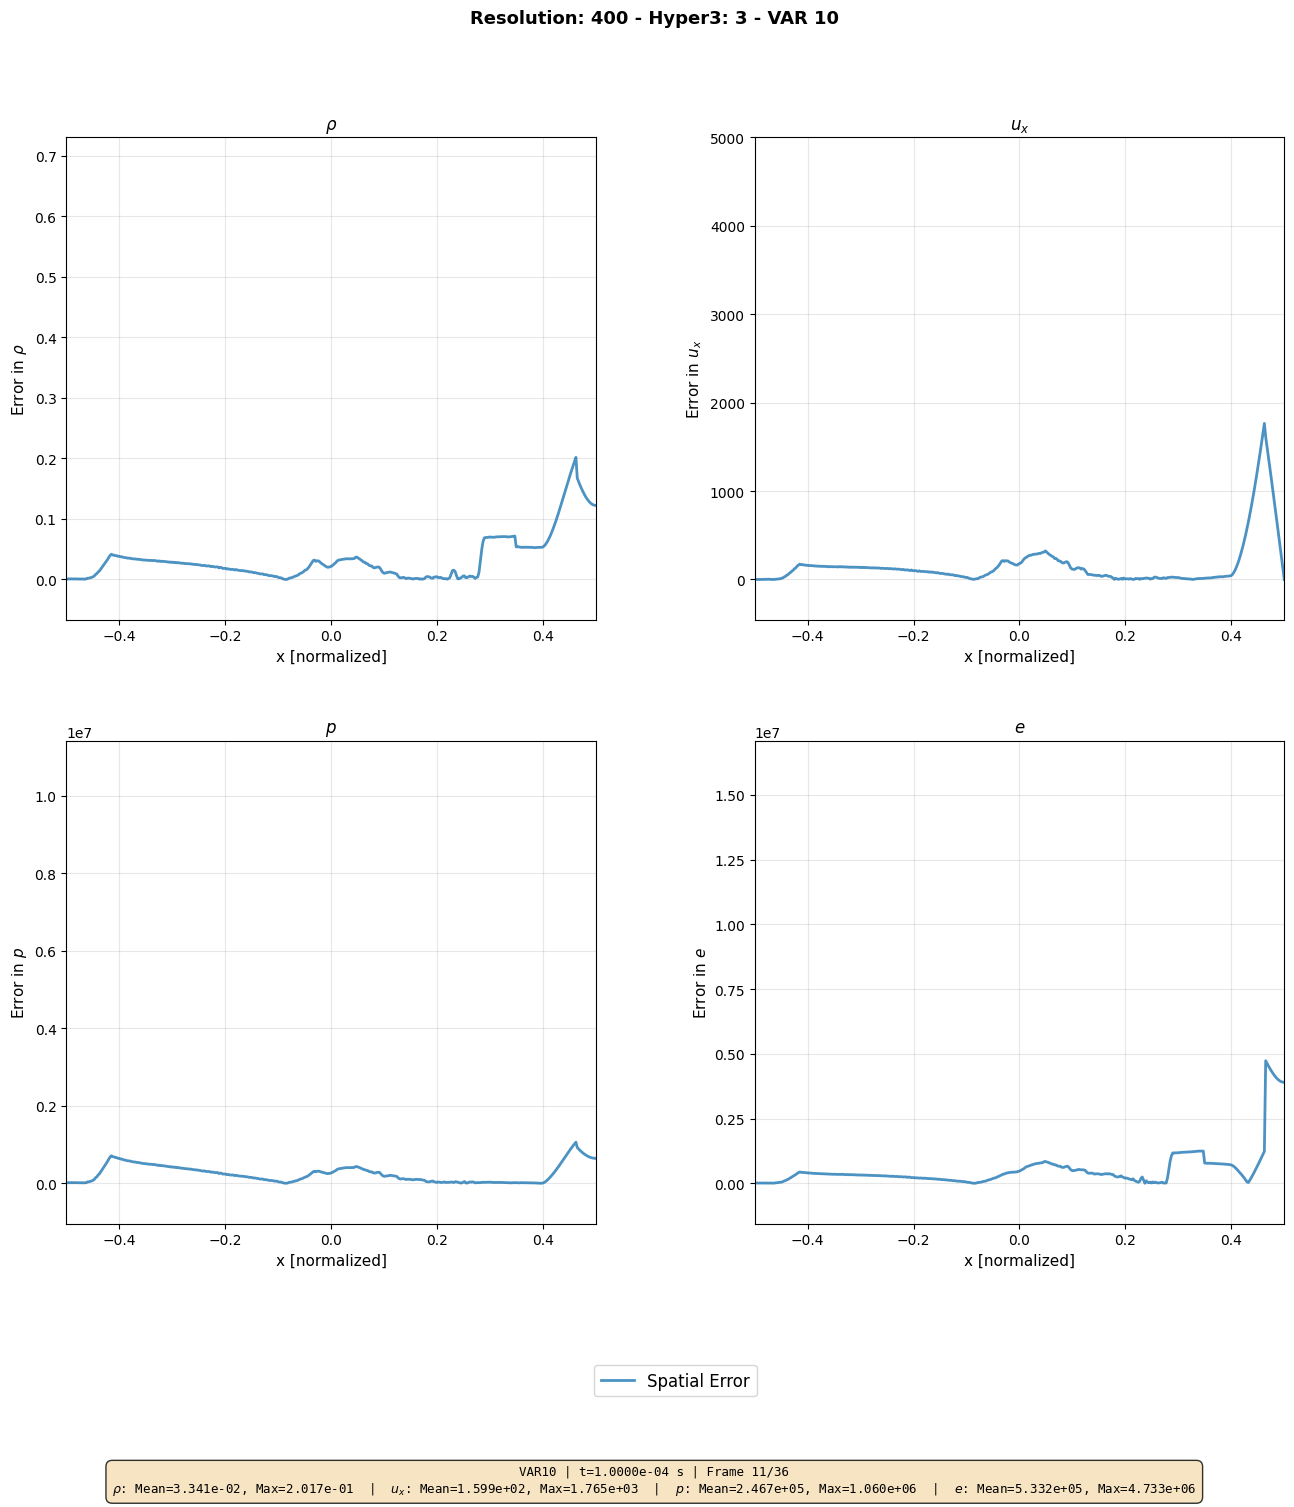 Resolution: 400 - Hyper3: 3 - VAR 10
ρ
0.7
0.6
0.5
0.4
0.3
0.2
0.1
0.0
Error in ρ
−0.4
−0.2
0.0
0.2
0.4
x [normalized]
u_x
5000
4000
3000
2000
1000
0
Error in u_x
−0.4
−0.2
0.0
0.2
0.4
x [normalized]
p
1e7
1.0
0.8
0.6
0.4
0.2
0.0
Error in p
−0.4
−0.2
0.0
0.2
0.4
x [normalized]
e
1e7
1.50
1.25
1.00
0.75
0.50
0.25
0.00
Error in e
−0.4
−0.2
0.0
0.2
0.4
x [normalized]
Spatial Error
VAR10 | t=1.0000e-04 s | Frame 11/36
ρ: Mean=3.341e-02, Max=2.017e-01 | u_x: Mean=1.599e+02, Max=1.765e+03 | p: Mean=2.467e+05, Max=1.060e+06 | e: Mean=5.332e+05, Max=4.733e+06